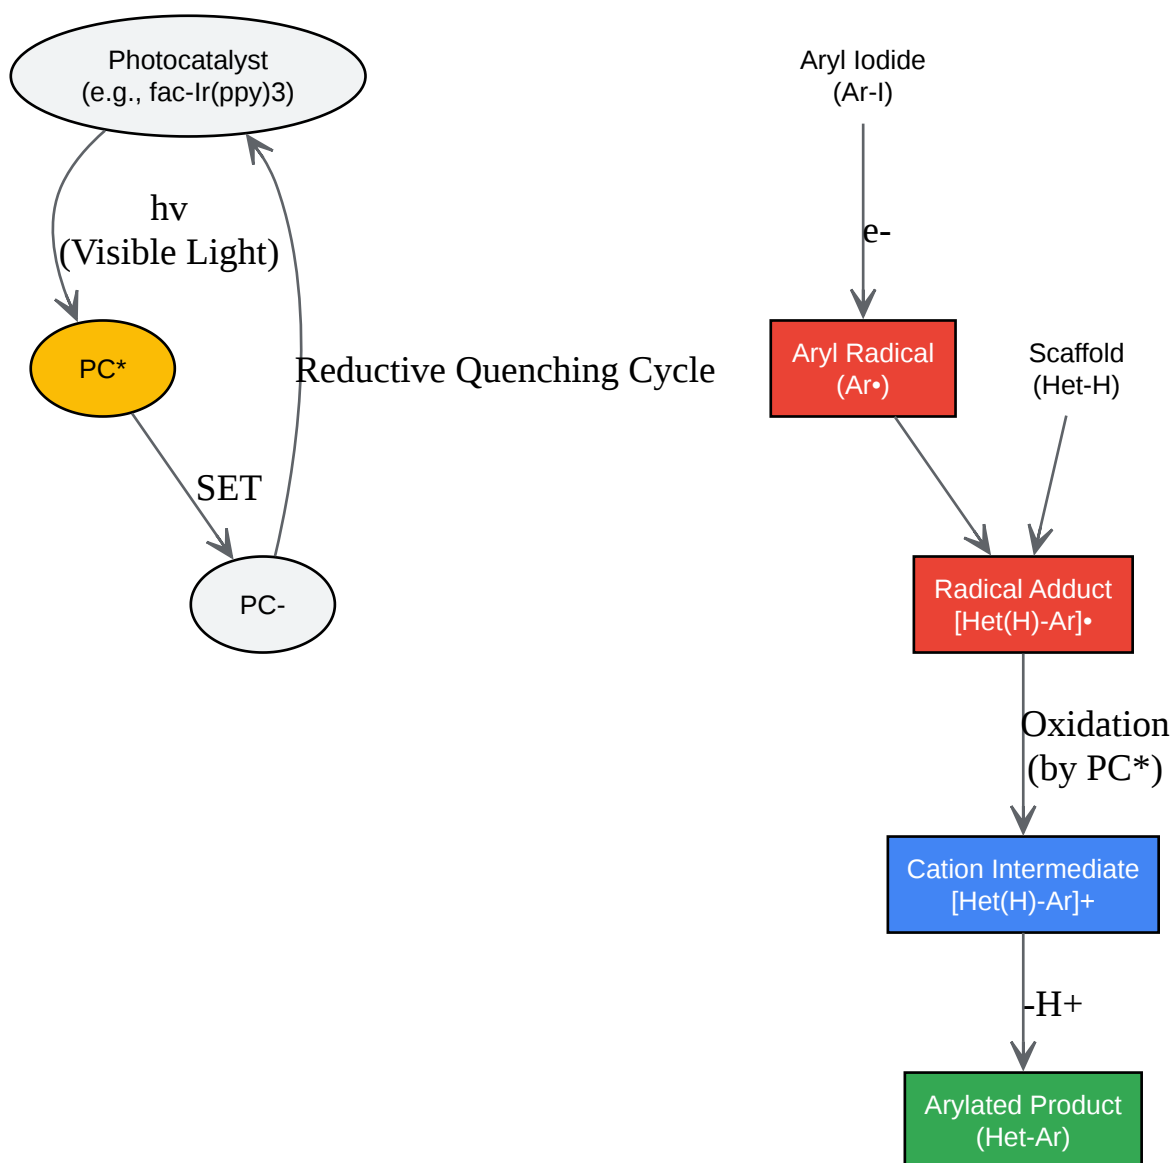 Photocatalyst
(e.g., fac-Ir(ppy)3)
Aryl Iodide
(Ar-I)
hv
(Visible Light)
e-
PC*
Reductive Quenching Cycle
Aryl Radical
(Ar•)
Scaffold
(Het-H)
SET
PC-
Radical Adduct
[Het(H)-Ar]•
Oxidation
(by PC*)
Cation Intermediate
[Het(H)-Ar]+
-H+
Arylated Product
(Het-Ar)